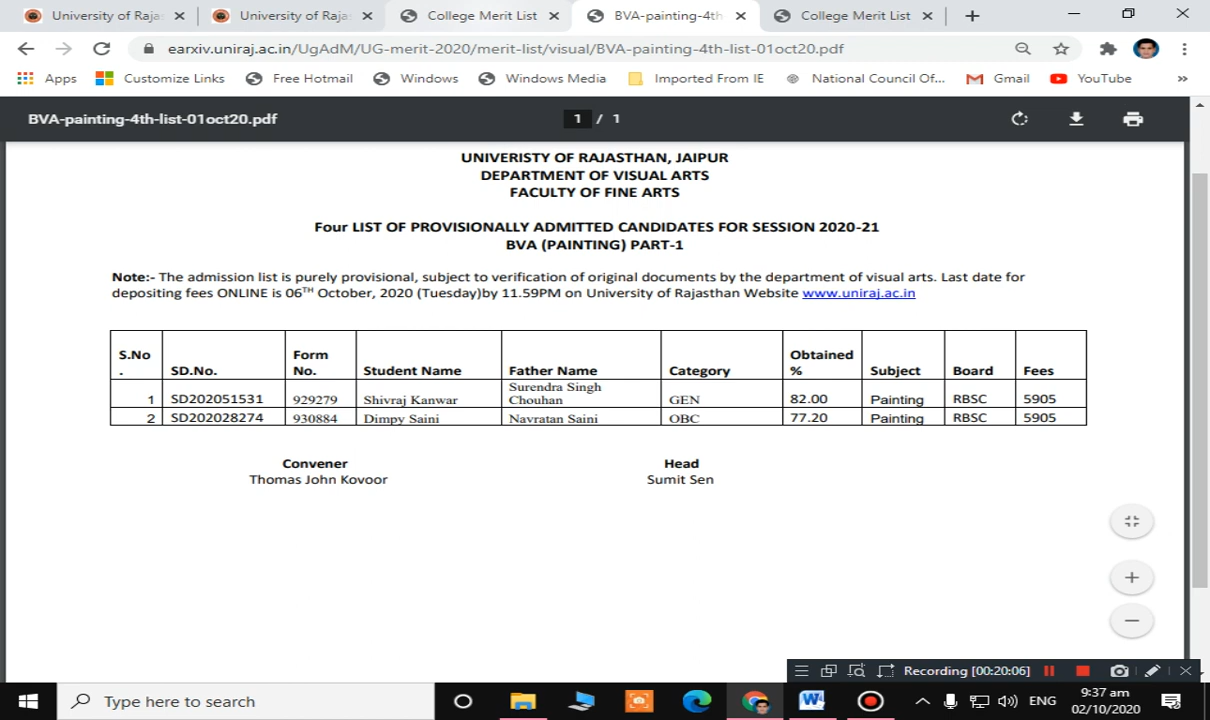 University of Raja
University of Raja
College Merit List
BVA-painting-4th
College Merit List
earxiv.uniraj.ac.in/UgAdM/UG-merit-2020/merit-list/visual/BVA-painting-4th-list-01oct20.pdf
Apps Customize Links Free Hotmail Windows Windows Media Imported From IE National Council Of... Gmail YouTube »
BVA-painting-4th-list-01oct20.pdf 1 / 1
UNIVERISTY OF RAJASTHAN, JAIPUR
DEPARTMENT OF VISUAL ARTS
FACULTY OF FINE ARTS
Four LIST OF PROVISIONALLY ADMITTED CANDIDATES FOR SESSION 2020-21
BVA (PAINTING) PART-1
Note:- The admission list is purely provisional, subject to verification of original documents by the department of visual arts. Last date for
depositing fees ONLINE is 06TH October, 2020 (Tuesday)by 11.59PM on University of Rajasthan Website www.uniraj.ac.in
S.No. SD.No. Form No. Student Name Father Name Category Obtained % Subject Board Fees
1 SD202051531 929279 Shivraj Kanwar Surendra Singh Chouhan GEN 82.00 Painting RBSC 5905
2 SD202028274 930884 Dimpy Saini Navratan Saini OBC 77.20 Painting RBSC 5905
Convener Head
Thomas John Kovoor Sumit Sen
Recording [00:20:06]
Type here to search
ENG
9:37 am
02/10/2020